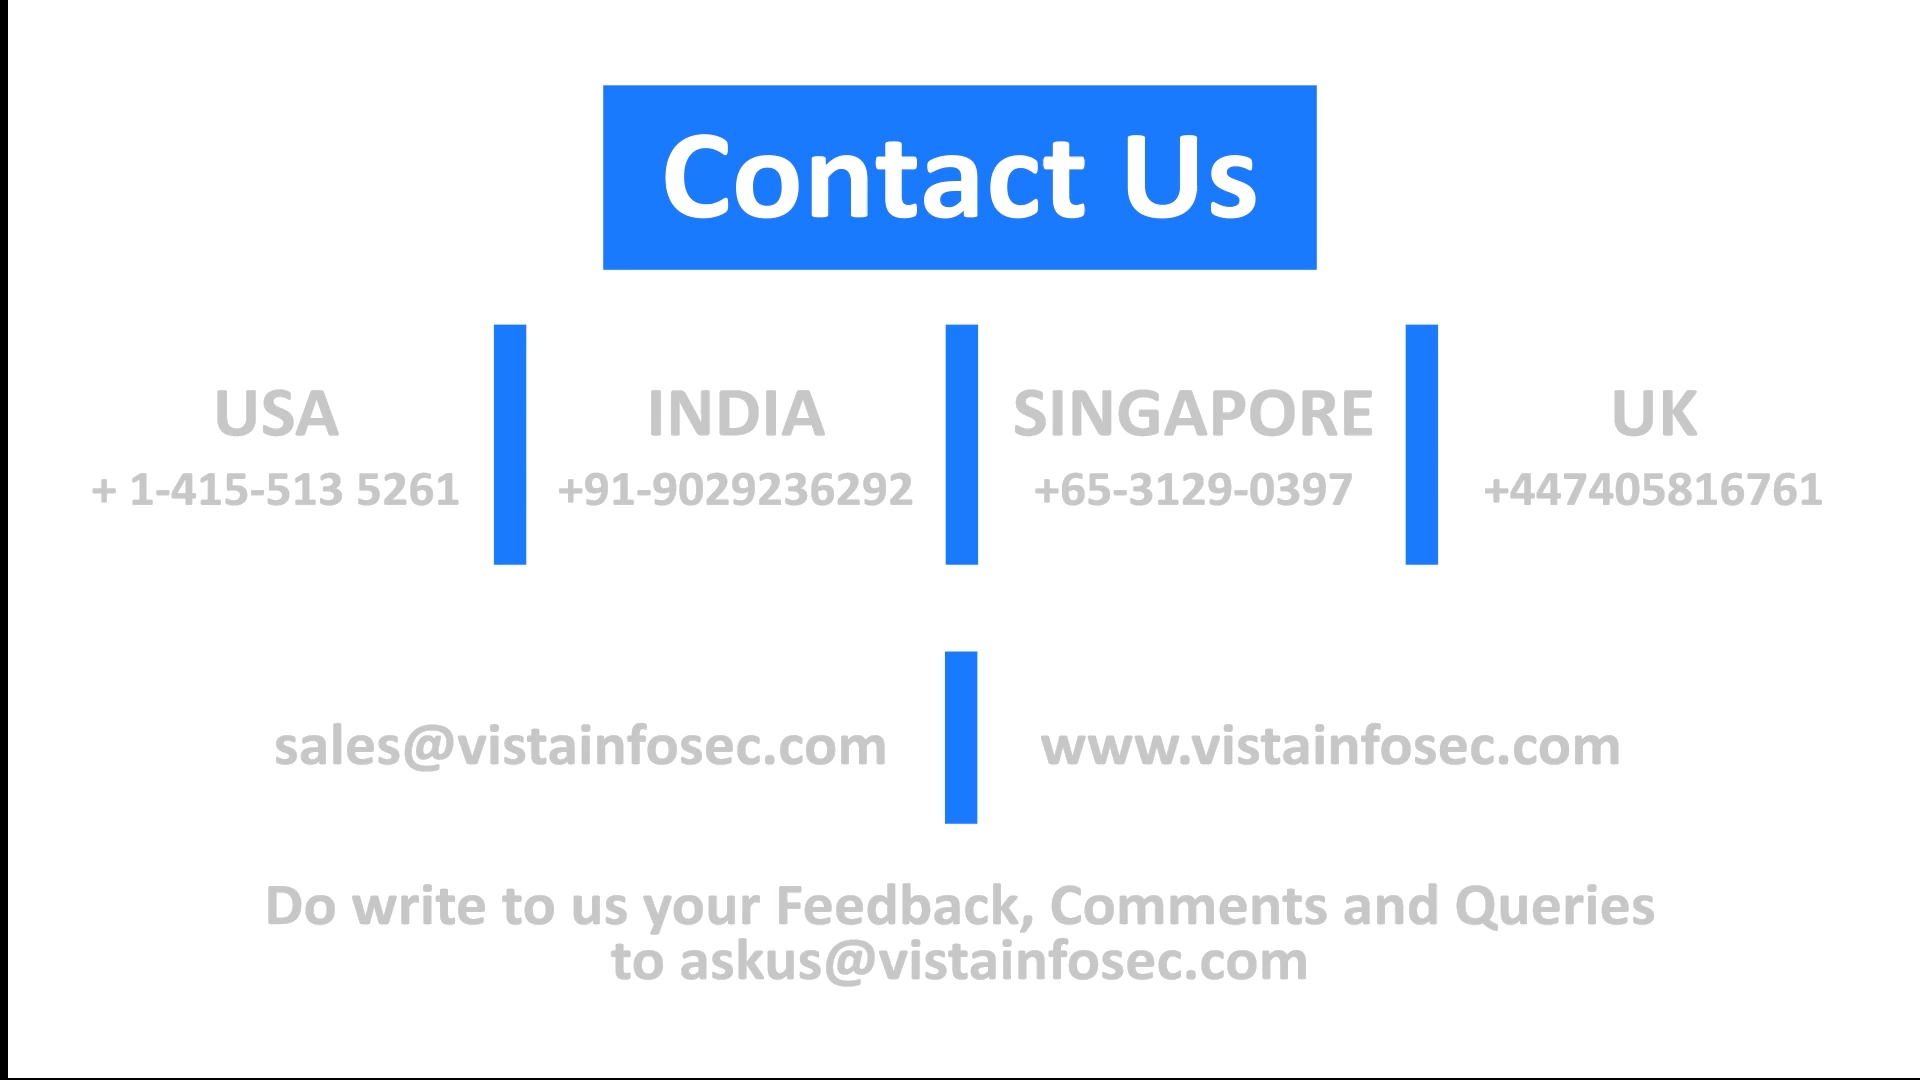 Contact Us
USA
+ 1-415-513 5261
INDIA
+91-9029236292
SINGAPORE
+65-3129-0397
UK
+447405816761
sales@vistainfosec.com
www.vistainfosec.com
Do write to us your Feedback, Comments and Queries
to askus@vistainfosec.com